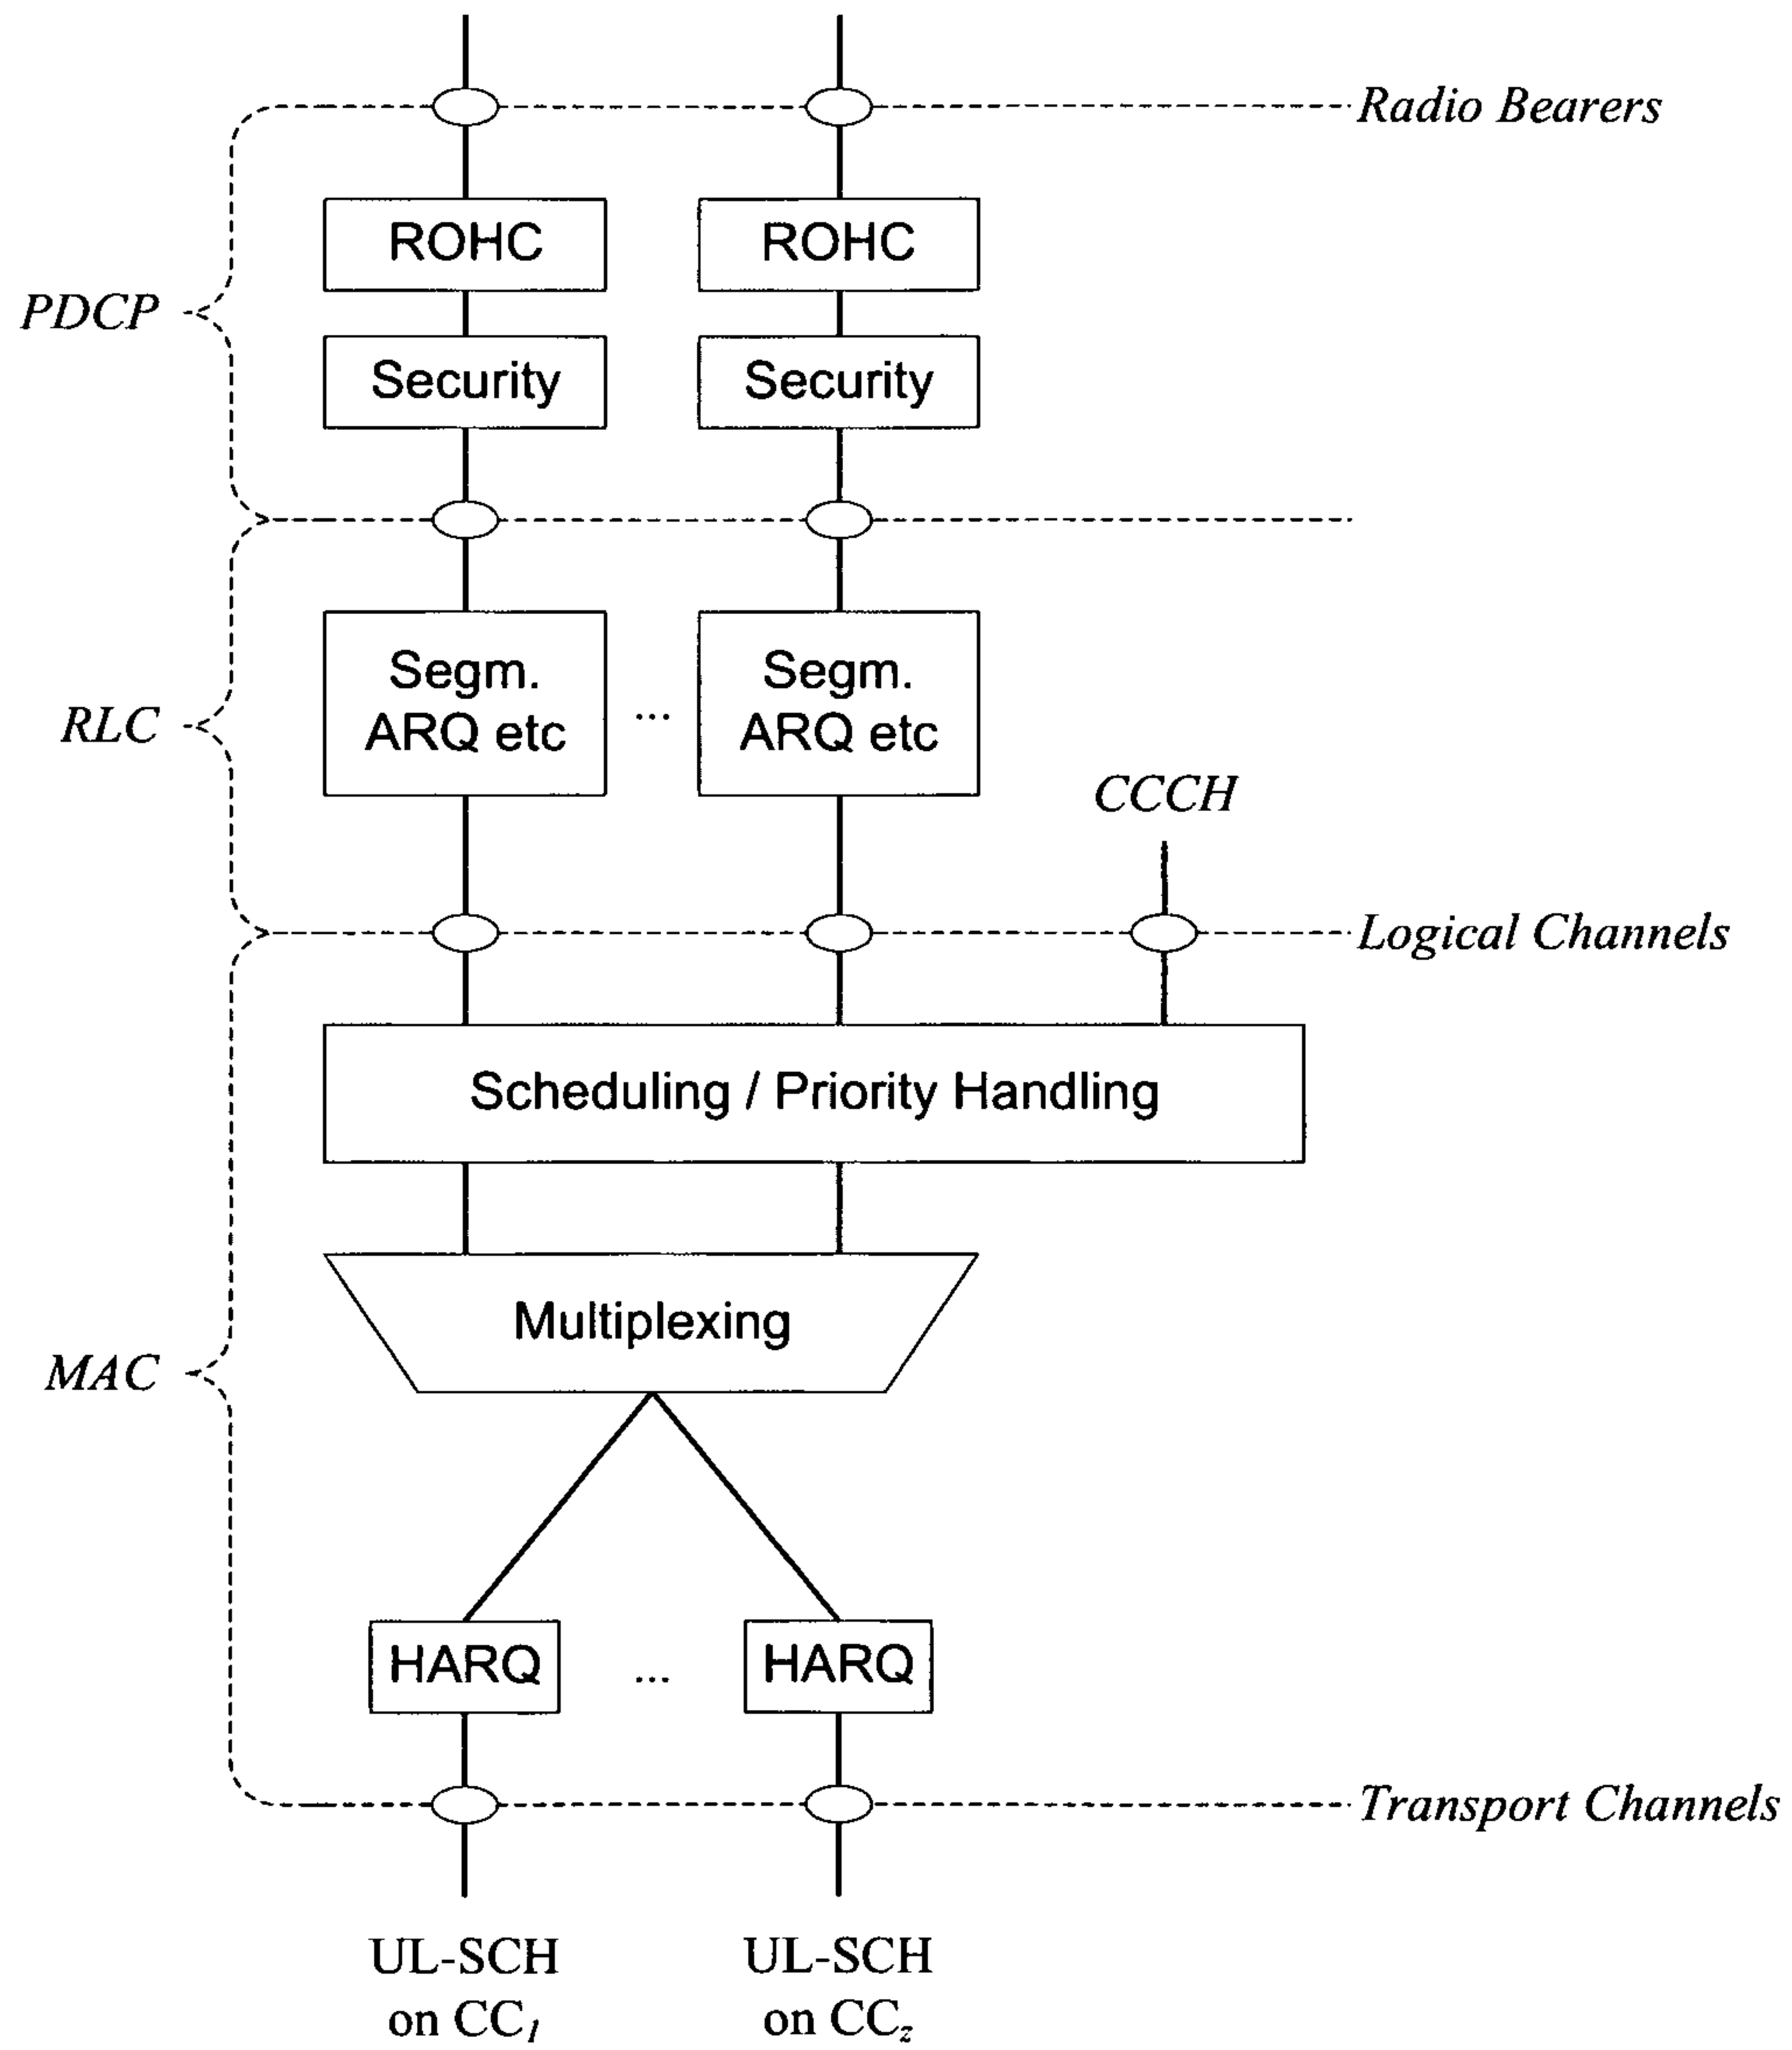 Radio Bearers
ROHC ROHC
PDCP
Security Security
Segm. Segm.
RLC
ARQ etc ... ARQ etc
CCCH
Logical Channels
Scheduling / Priority Handling
Multiplexing
MAC
HARQ ... HARQ
Transport Channels
UL-SCH UL-SCH
on CC1 on CCz